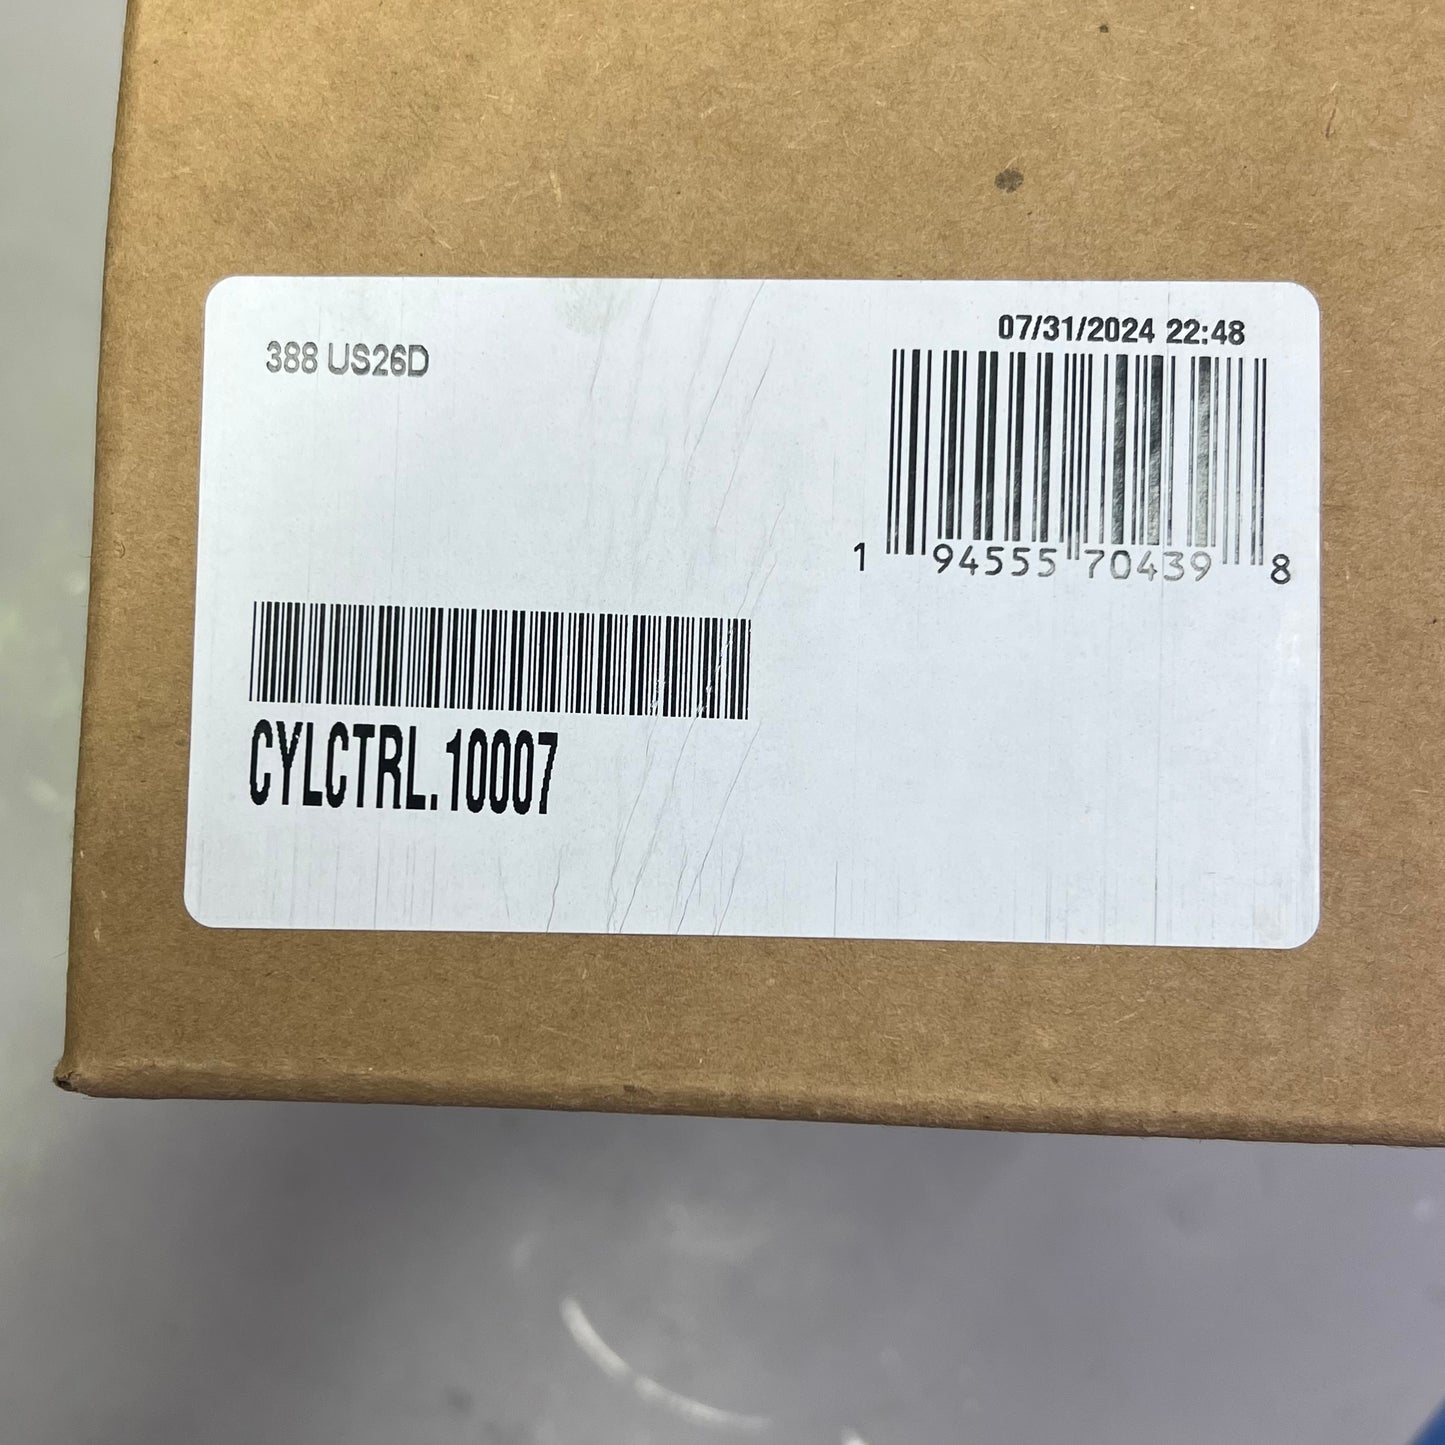 388 US26D
07/31/2024 22:48
1 94555 70439 8
CYLCTRL.10007